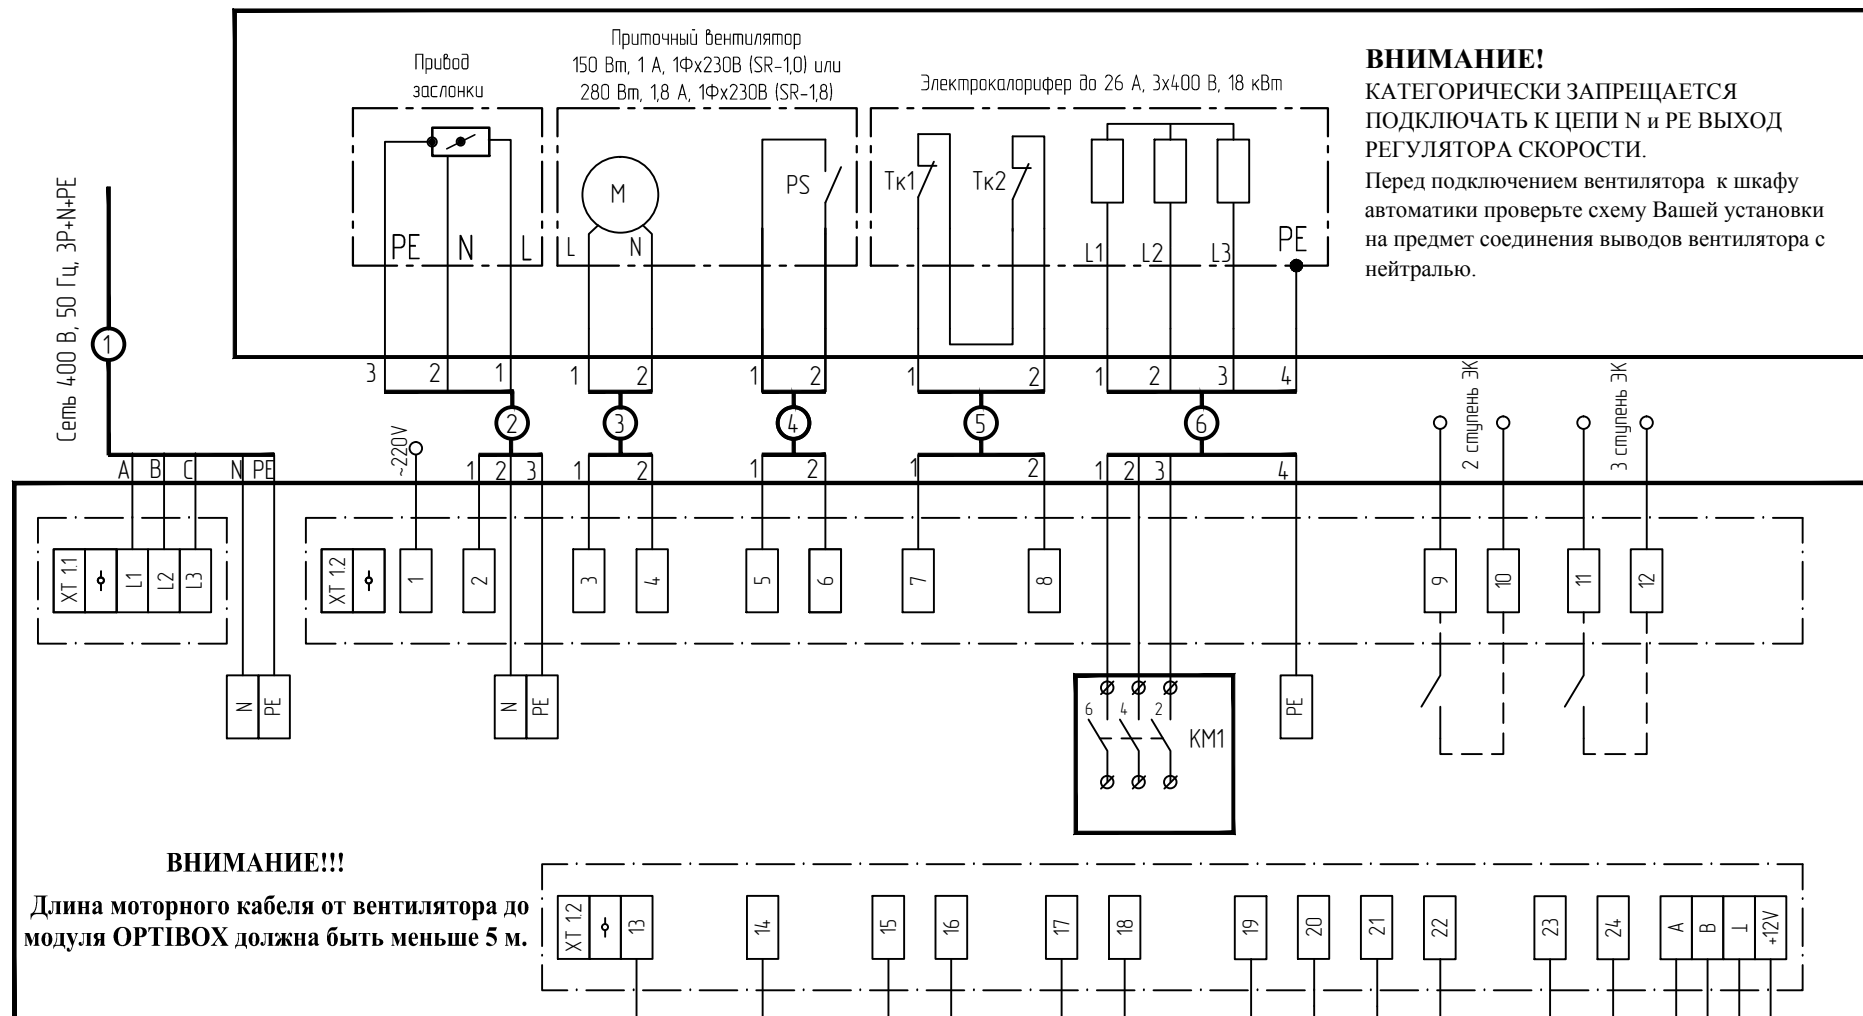 Привод
заслонки
Приточный вентилятор
150 Вт, 1 А, 1Фх230В (SR-1,0) или
280 Вт, 1,8 А, 1Фх230В (SR-1,8)
Электрокалорифер до 26 А, 3х400 В, 18 кВт
ВНИМАНИЕ!
КАТЕГОРИЧЕСКИ ЗАПРЕЩАЕТСЯ
ПОДКЛЮЧАТЬ К ЦЕПИ N и PE ВЫХОД
РЕГУЛЯТОРА СКОРОСТИ.
Перед подключением вентилятора к шкафу
автоматики проверьте схему Вашей установки
на предмет соединения выводов вентилятора с
нейтралью.
M
PS
Тк1
Тк2
PE N L
L N
L1 L2 L3 PE
Сеть 400 В, 50 Гц, 3P+N+PE
1
3 2 1
1 2
1 2
1 2
1 2 3 4
2
3
4
5
6
2 ступень ЭК
3 ступень ЭК
~220V
A B C N PE
1 2 3
1 2
1 2
1 2
1 2 3 4
XT 1.1 L1 L2 L3
XT 1.2 1 2 3 4 5 6 7 8 9 10 11 12
N PE
N PE
PE
6 4 2
KM1
ВНИМАНИЕ!!!
Длина моторного кабеля от вентилятора до
модуля OPTIBOX должна быть меньше 5 м.
XT 1.2 13 14 15 16 17 18 19 20 21 22 23 24 A B ⊥ +12V